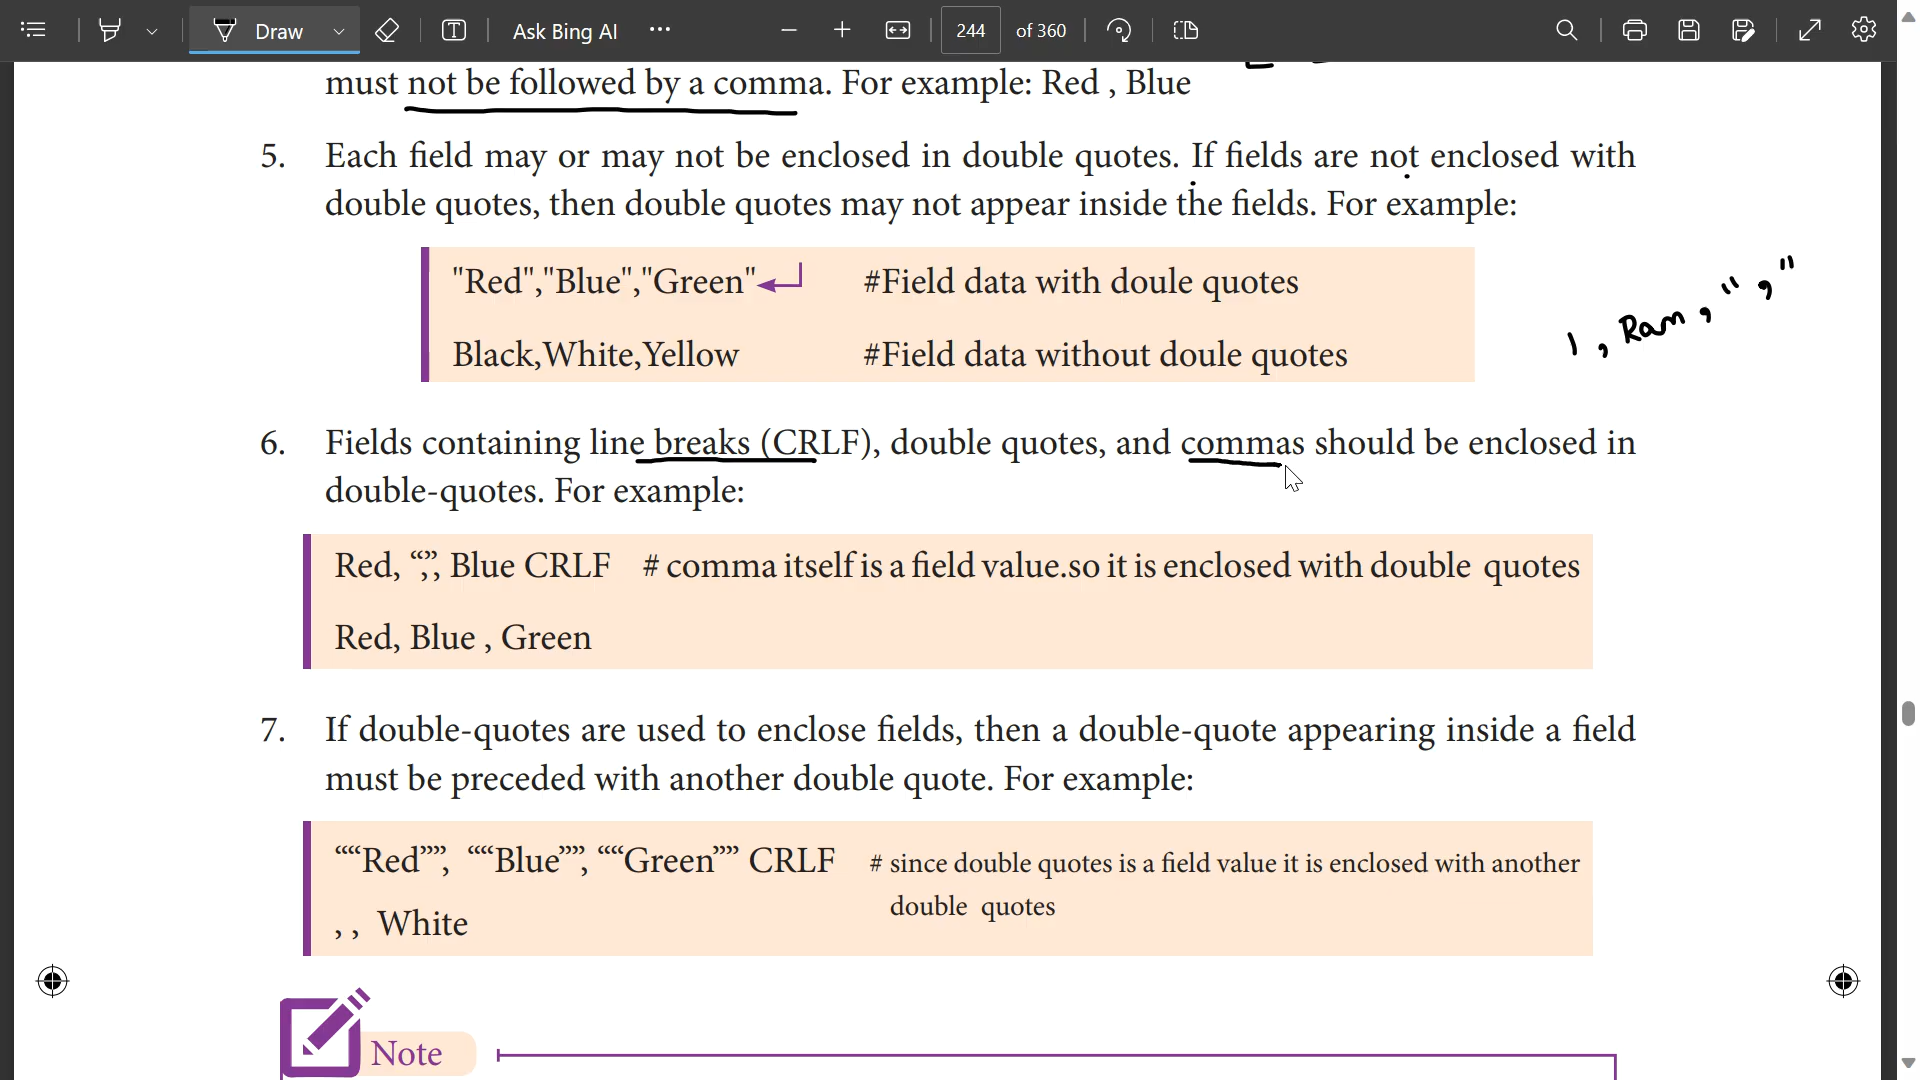 Draw
Ask Bing AI
244 of 360
must not be followed by a comma. For example: Red , Blue
5. Each field may or may not be enclosed in double quotes. If fields are not enclosed with
double quotes, then double quotes may not appear inside the fields. For example:
"Red","Blue","Green" #Field data with doule quotes
Black,White,Yellow #Field data without doule quotes
1 , Ram , " , "
6. Fields containing line breaks (CRLF), double quotes, and commas should be enclosed in
double-quotes. For example:
Red, “,”, Blue CRLF # comma itself is a field value.so it is enclosed with double quotes
Red, Blue , Green
7. If double-quotes are used to enclose fields, then a double-quote appearing inside a field
must be preceded with another double quote. For example:
““Red””, ““Blue””, ““Green”” CRLF # since double quotes is a field value it is enclosed with another
double quotes
, , White
Note